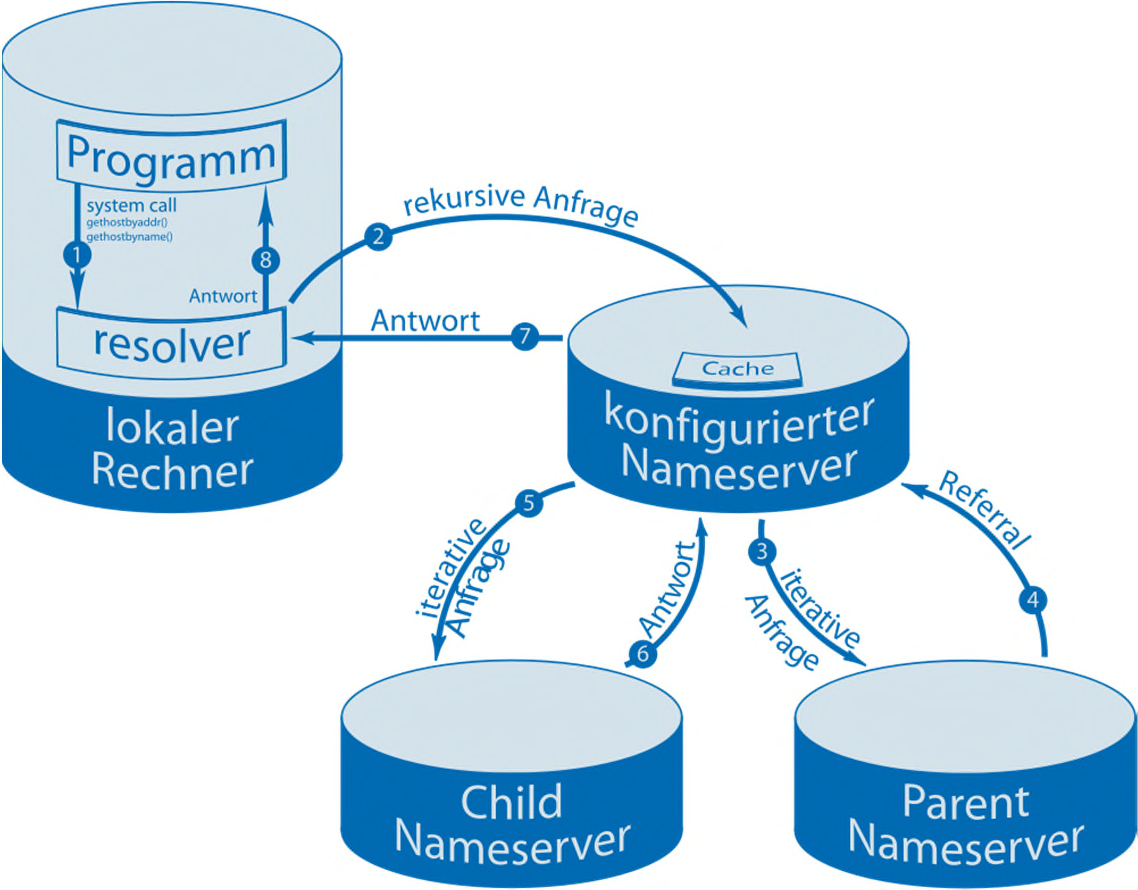 Programm
system call
gethostbyaddr()
gethostbyname()
1
8
Antwort
resolver
lokaler
Rechner
2
rekursive Anfrage
Antwort
7
Cache
konfigurierter
Nameserver
5
iterative
Anfrage
6
Antwort
3
iterative
Anfrage
Referral
4
Child
Nameserver
Parent
Nameserver